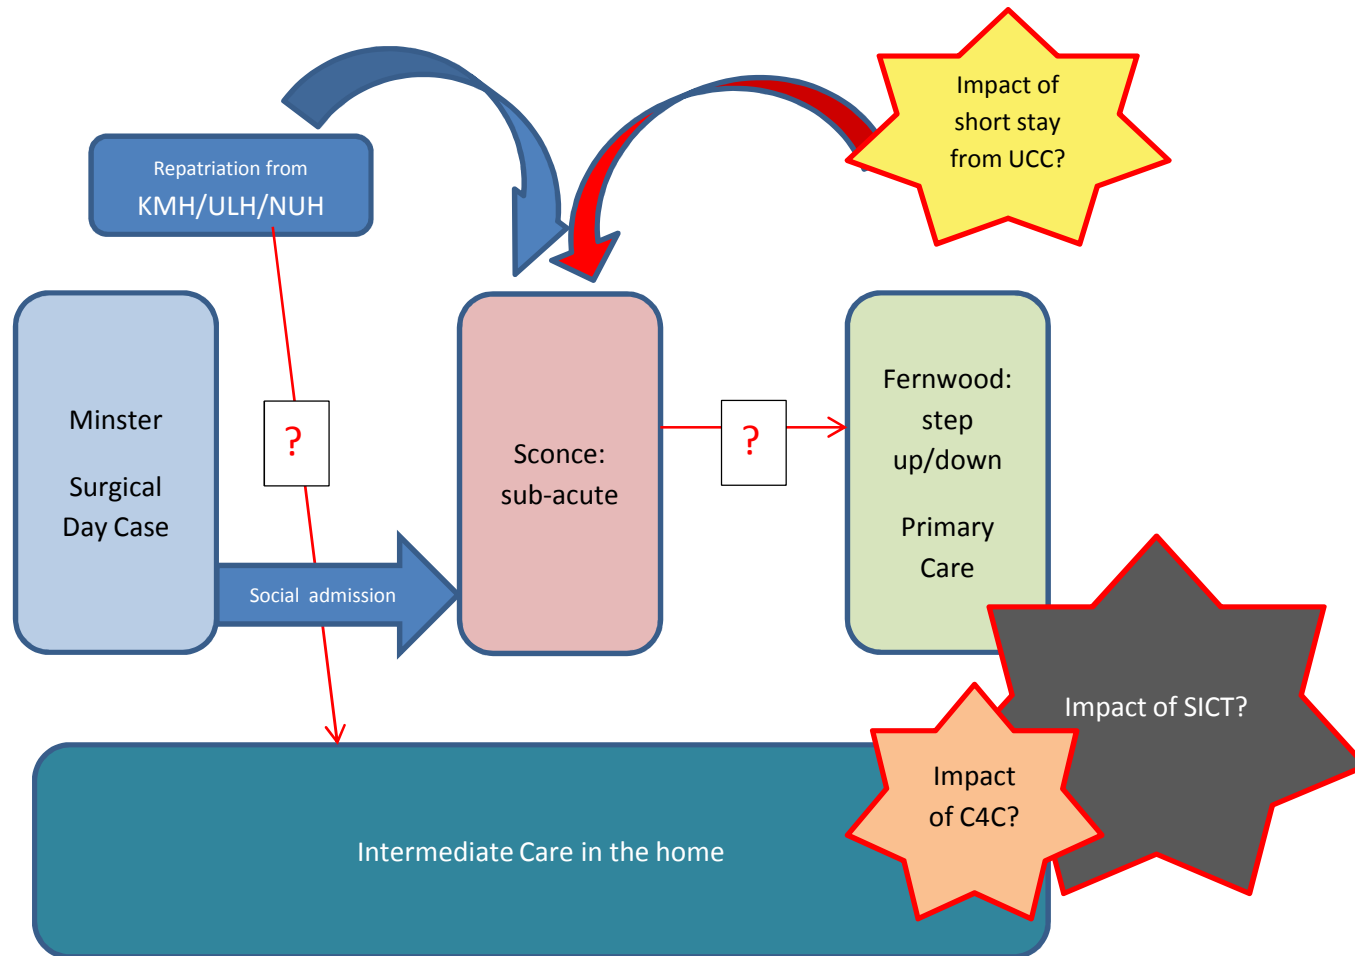 Impact of
short stay
from UCC?
Repatriation from
KMH/ULH/NUH
Minster
Surgical
Day Case
?
Social admission
Sconce:
sub-acute
?
Fernwood:
step
up/down
Primary
Care
Impact of SICT?
Impact
of C4C?
Intermediate Care in the home